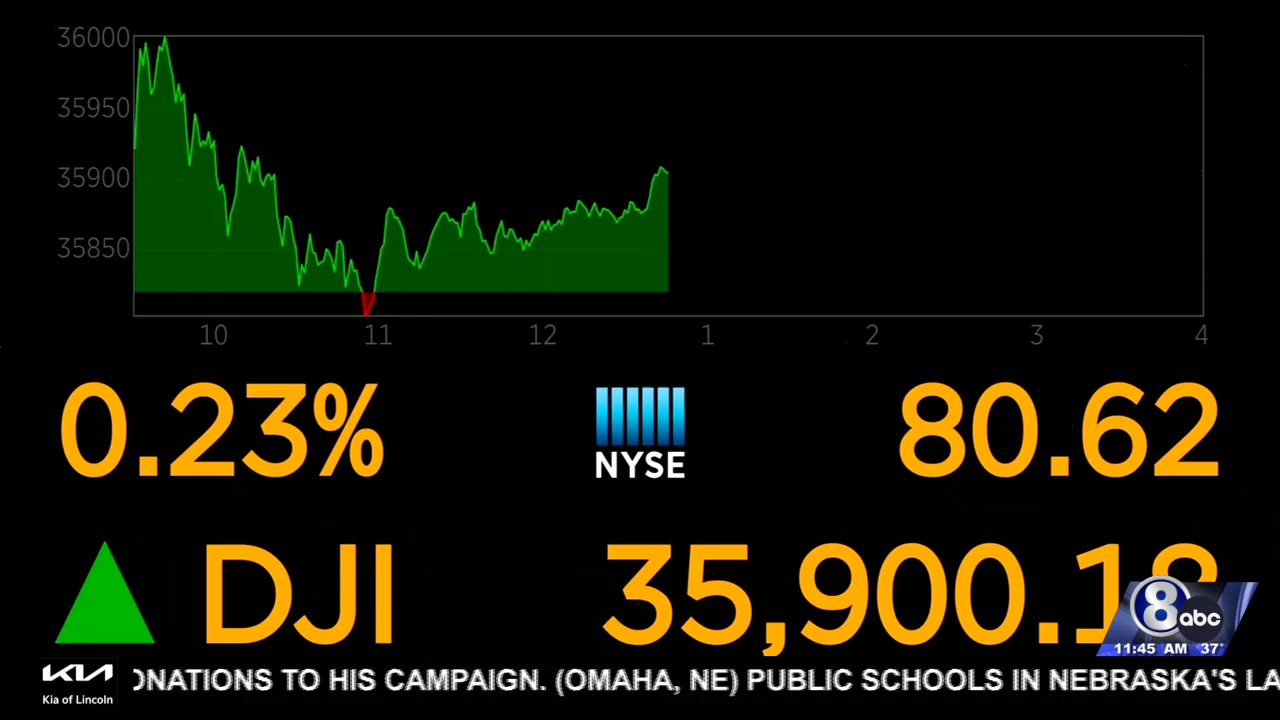 36000
35950
35900
35850
10 11 12 1 2 3 4
0.23% NYSE 80.62
DJI 35,900.18
8 abc
11:45 AM 37°
KIA
Kia of Lincoln
ONATIONS TO HIS CAMPAIGN. (OMAHA, NE) PUBLIC SCHOOLS IN NEBRASKA'S LA